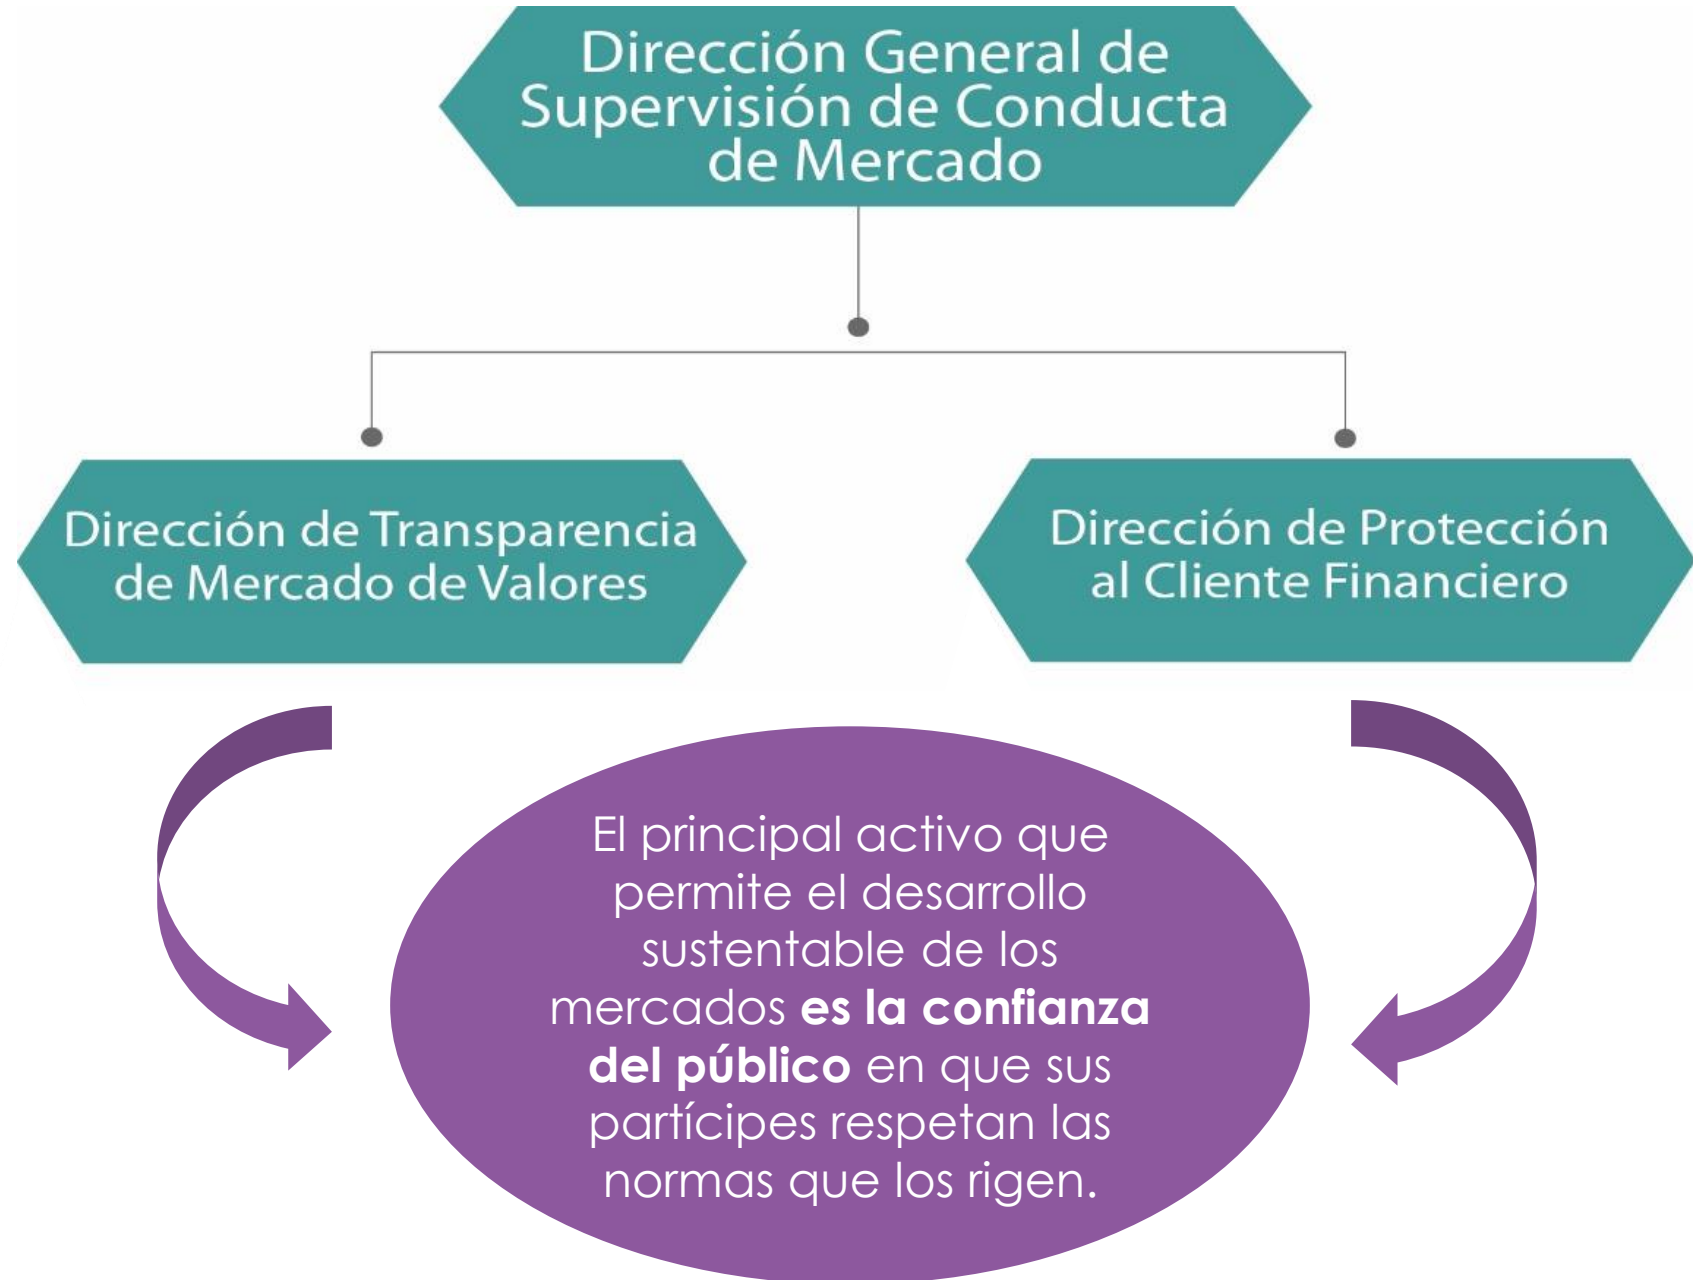 Dirección General de
Supervisión de Conducta
de Mercado
Dirección de Transparencia
de Mercado de Valores
Dirección de Protección
al Cliente Financiero
El principal activo que
permite el desarrollo
sustentable de los
mercados es la confianza
del público en que sus
partícipes respetan las
normas que los rigen.